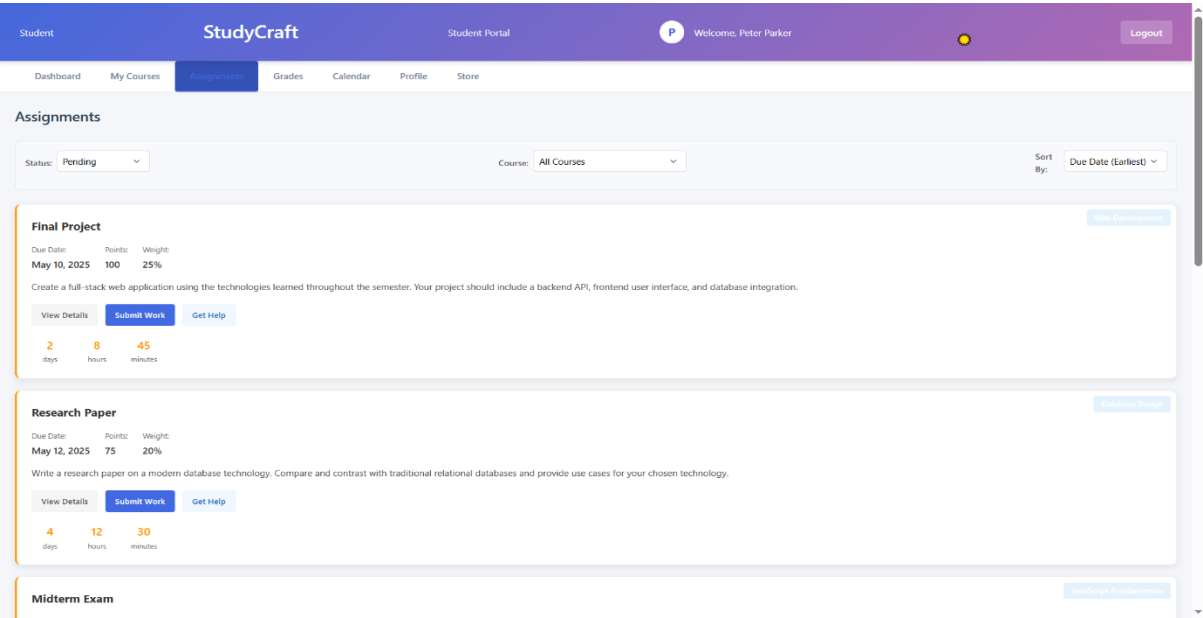 Student
StudyCraft
Student Portal
P
Welcome, Peter Parker
Logout
Dashboard
My Courses
Assignments
Grades
Calendar
Profile
Store
Assignments
Status:
Pending
Course:
All Courses
Sort
By:
Due Date (Earliest)
Final Project
Web Development
Due Date:
Points:
Weight:
May 10, 2025
100
25%
Create a full-stack web application using the technologies learned throughout the semester. Your project should include a backend API, frontend user interface, and database integration.
View Details
Submit Work
Get Help
2
8
45
days
hours
minutes
Research Paper
Database Design
Due Date:
Points:
Weight:
May 12, 2025
75
20%
Write a research paper on a modern database technology. Compare and contrast with traditional relational databases and provide use cases for your chosen technology.
View Details
Submit Work
Get Help
4
12
30
days
hours
minutes
Midterm Exam
JavaScript Fundamentals